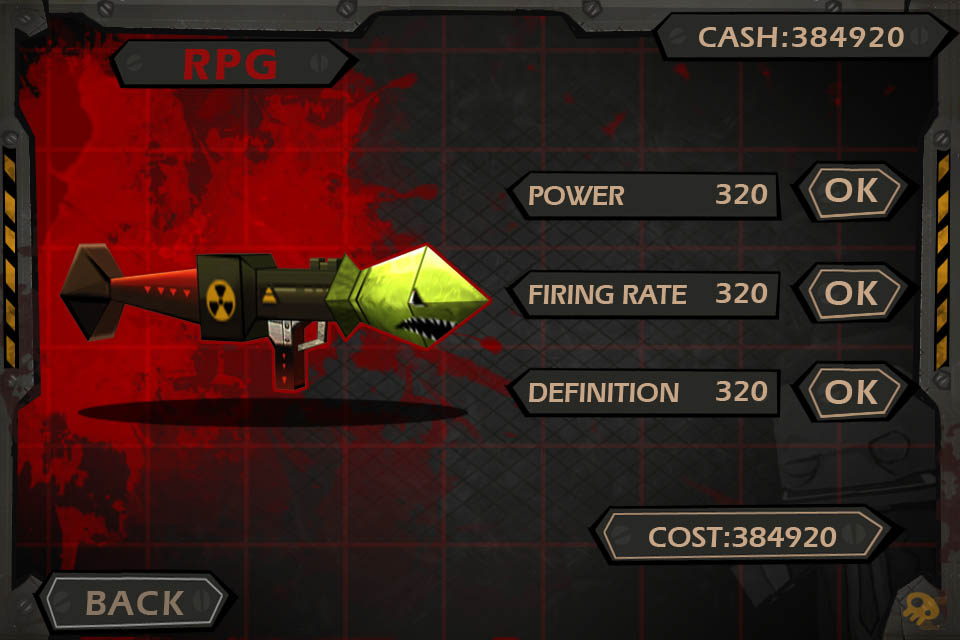 RPG
CASH:384920
POWER 320 OK
FIRING RATE 320 OK
DEFINITION 320 OK
COST:384920
BACK